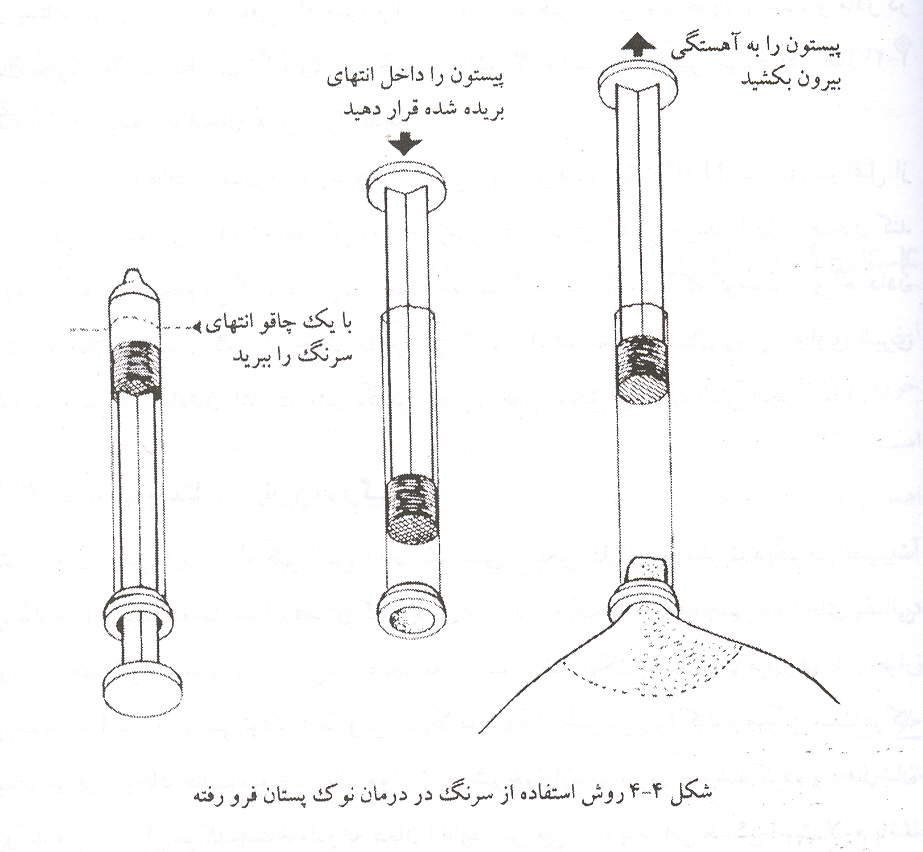 پیستون را به آهستگی
بیرون بکشید
پیستون را داخل انتهای
بریده شده قرار دهید
با یک چاقو انتهای
سرنگ را ببرید
شکل ۴-۴ روش استفاده از سرنگ در درمان نوک پستان فرو رفته